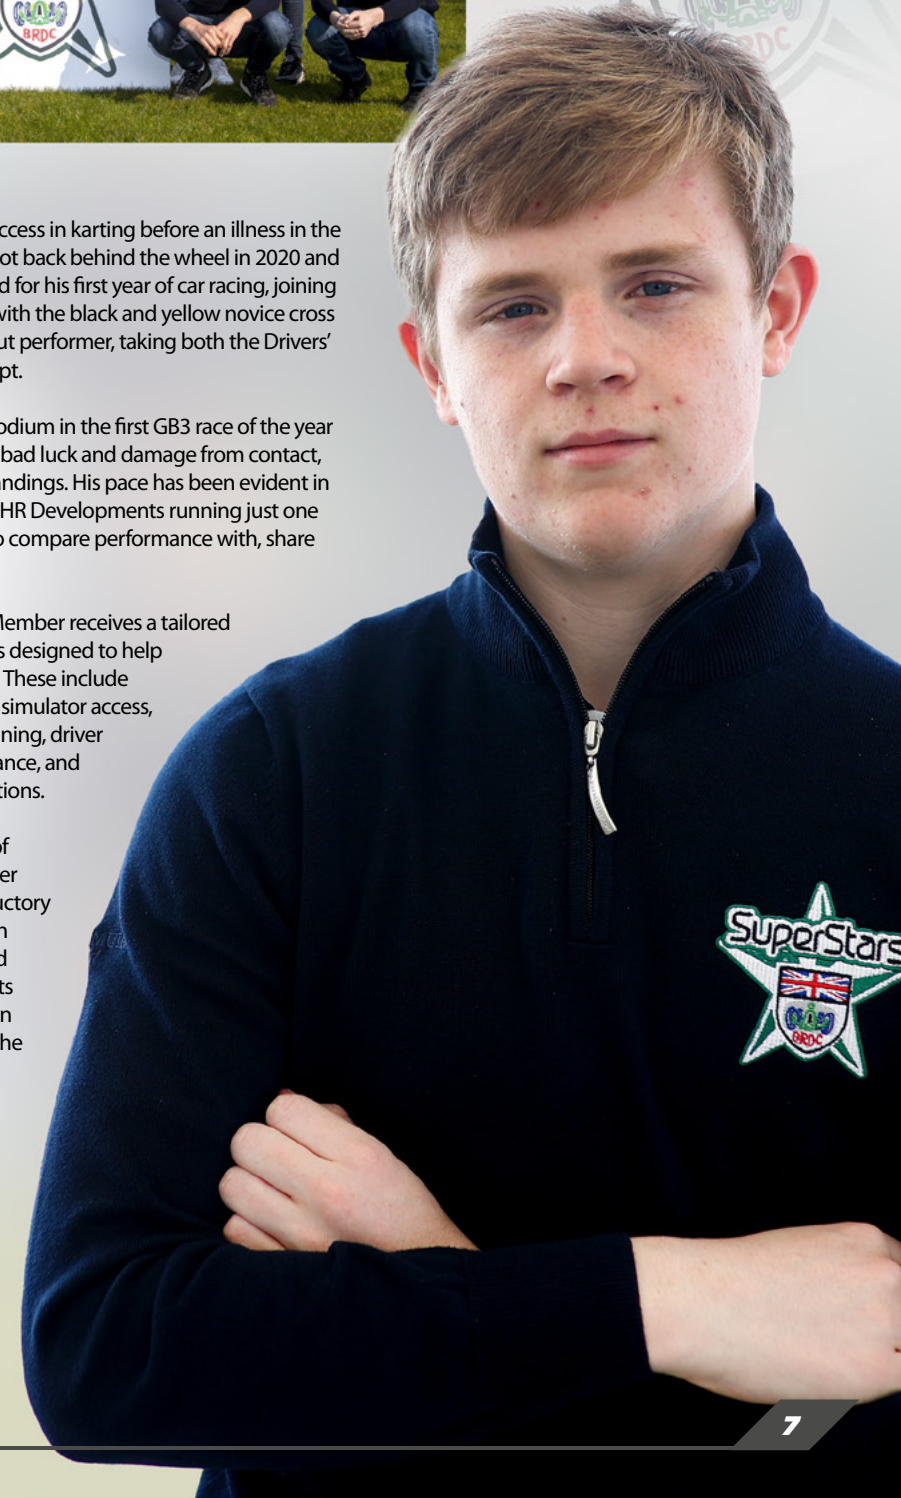 BRDC
BRDC
ccess in karting before an illness in the
ot back behind the wheel in 2020 and
d for his first year of car racing, joining
with the black and yellow novice cross
ut performer, taking both the Drivers’
pt.
odium in the first GB3 race of the year
bad luck and damage from contact,
andings. His pace has been evident in
HR Developments running just one
o compare performance with, share
Member receives a tailored
s designed to help
These include
simulator access,
ning, driver
ance, and
tions.
of
er
uctory
n
d
ts
n
he
SuperStars
BRDC
7